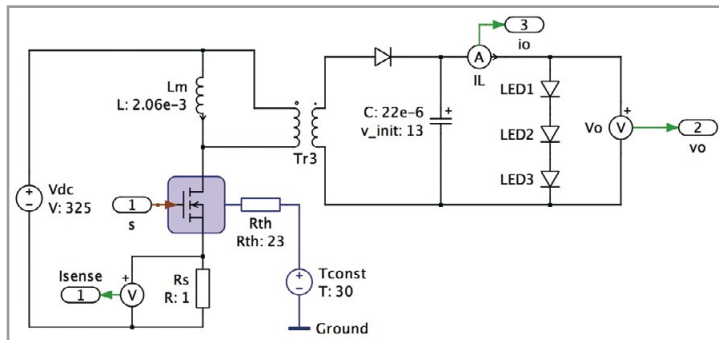 3
io
Lm
L: 2.06e-3
A
IL
C: 22e-6
v_init: 13
LED1
LED2
LED3
Tr3
Vo
V
2
vo
Vdc
V: 325
1
s
Rth
Rth: 23
Isense
1
V
Rs
R: 1
Tconst
T: 30
Ground